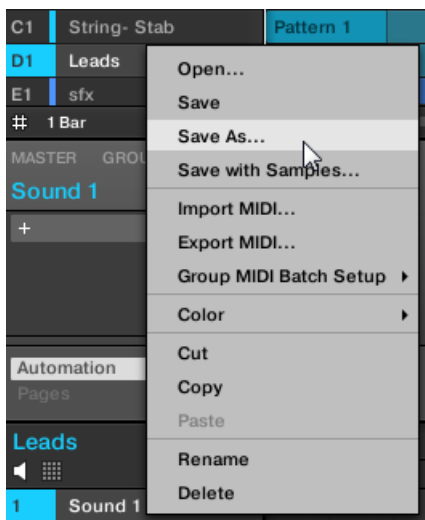 C1 String- Stab Pattern 1
D1 Leads
E1 sfx
1 Bar
MASTER
Sound 1
+
Automation
Pages
Leads
1 Sound 1
Open...
Save
Save As...
Save with Samples...
Import MIDI...
Export MIDI...
Group MIDI Batch Setup
Color
Cut
Copy
Paste
Rename
Delete